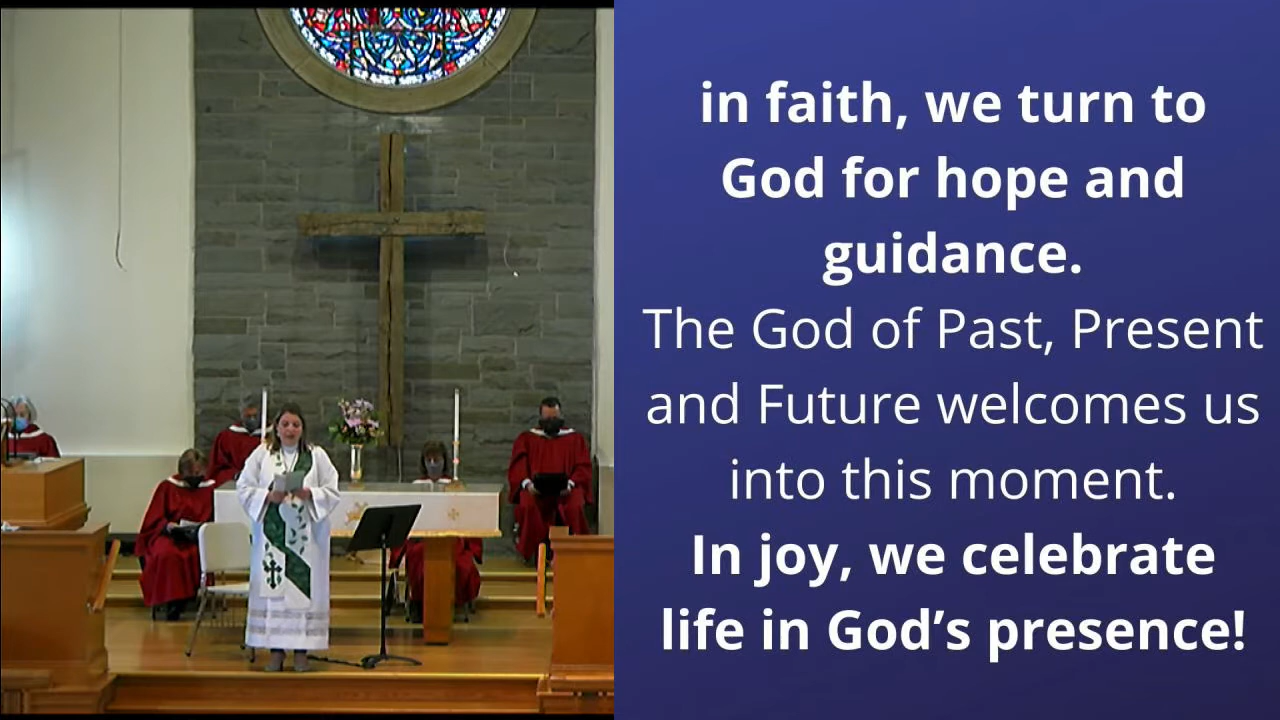 in faith, we turn to
God for hope and
guidance.
The God of Past, Present
and Future welcomes us
into this moment.
In joy, we celebrate
life in God’s presence!